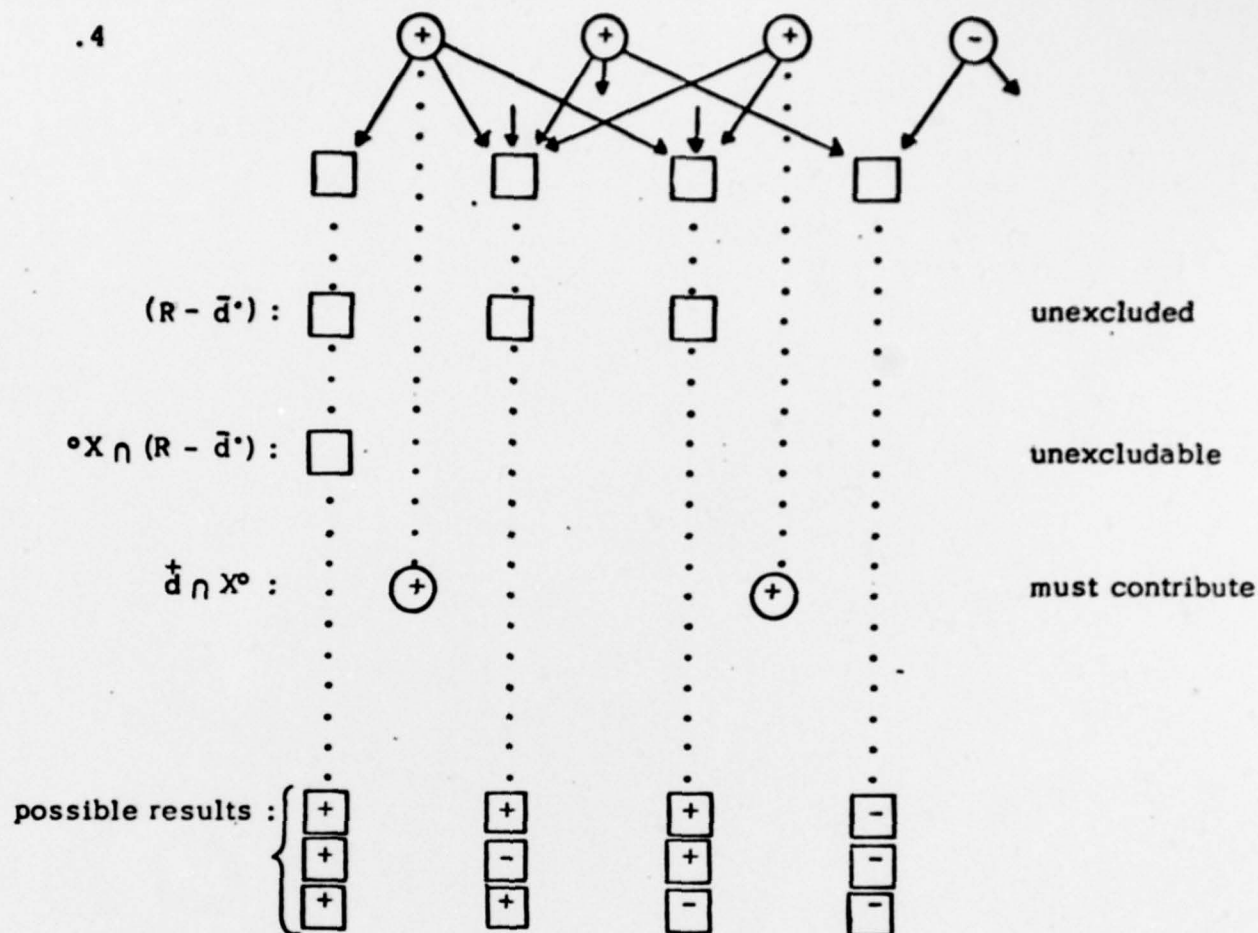 .4
+ + + -
(R - d̄•) : unexcluded
°X ∩ (R - d̄•) : unexcludable
d⁺ ∩ X° : + + must contribute
possible results : + + + -
+ - + -
+ + - -